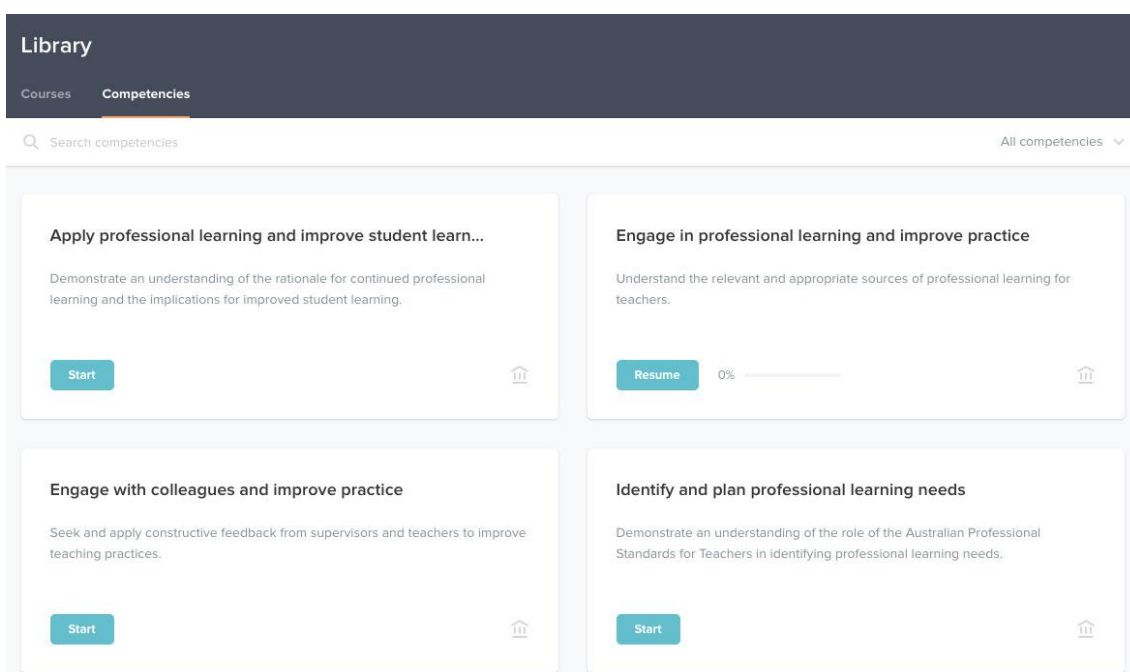 Library
Courses Competencies
Search competencies All competencies
Apply professional learning and improve student learn...
Demonstrate an understanding of the rationale for continued professional
learning and the implications for improved student learning.
Start
Engage in professional learning and improve practice
Understand the relevant and appropriate sources of professional learning for
teachers.
Resume 0%
Engage with colleagues and improve practice
Seek and apply constructive feedback from supervisors and teachers to improve
teaching practices.
Start
Identify and plan professional learning needs
Demonstrate an understanding of the role of the Australian Professional
Standards for Teachers in identifying professional learning needs.
Start